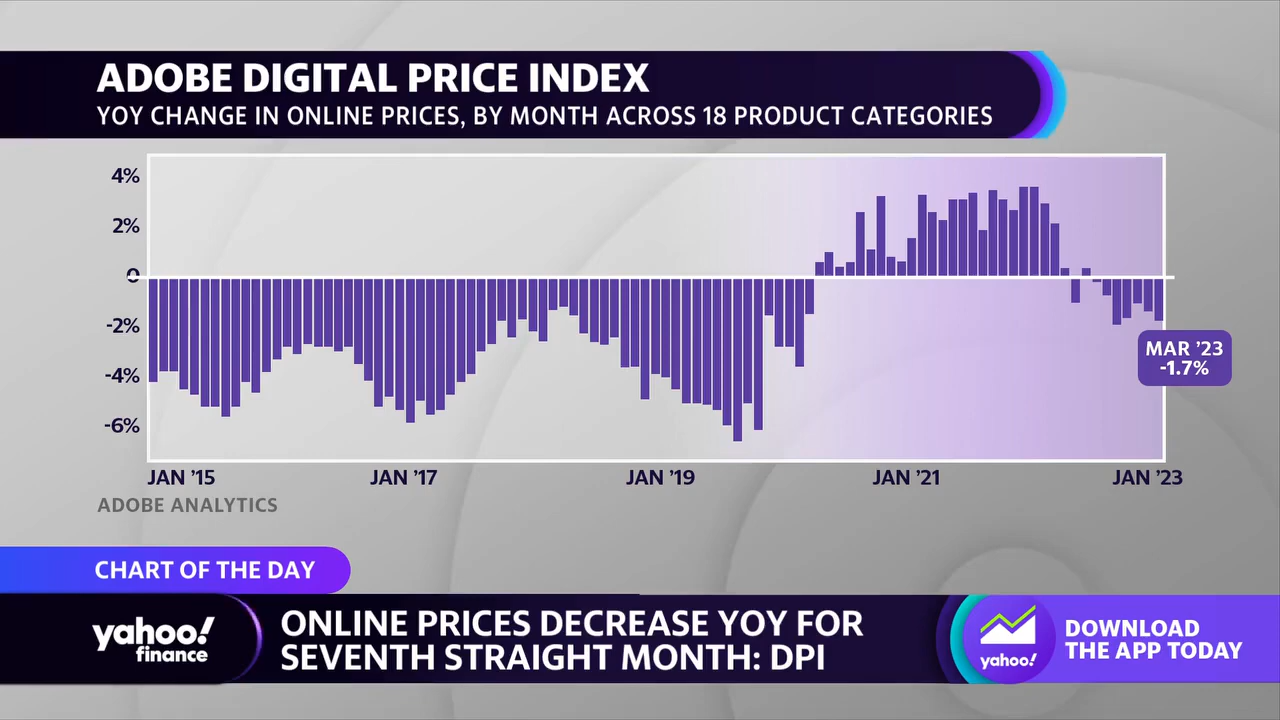 ADOBE DIGITAL PRICE INDEX
YOY CHANGE IN ONLINE PRICES, BY MONTH ACROSS 18 PRODUCT CATEGORIES
4%
2%
0
-2%
-4%
-6%
MAR ’23
-1.7%
JAN ’15 JAN ’17 JAN ’19 JAN ’21 JAN ’23
ADOBE ANALYTICS
CHART OF THE DAY
yahoo!
finance
ONLINE PRICES DECREASE YOY FOR
SEVENTH STRAIGHT MONTH: DPI
yahoo!
DOWNLOAD
THE APP TODAY